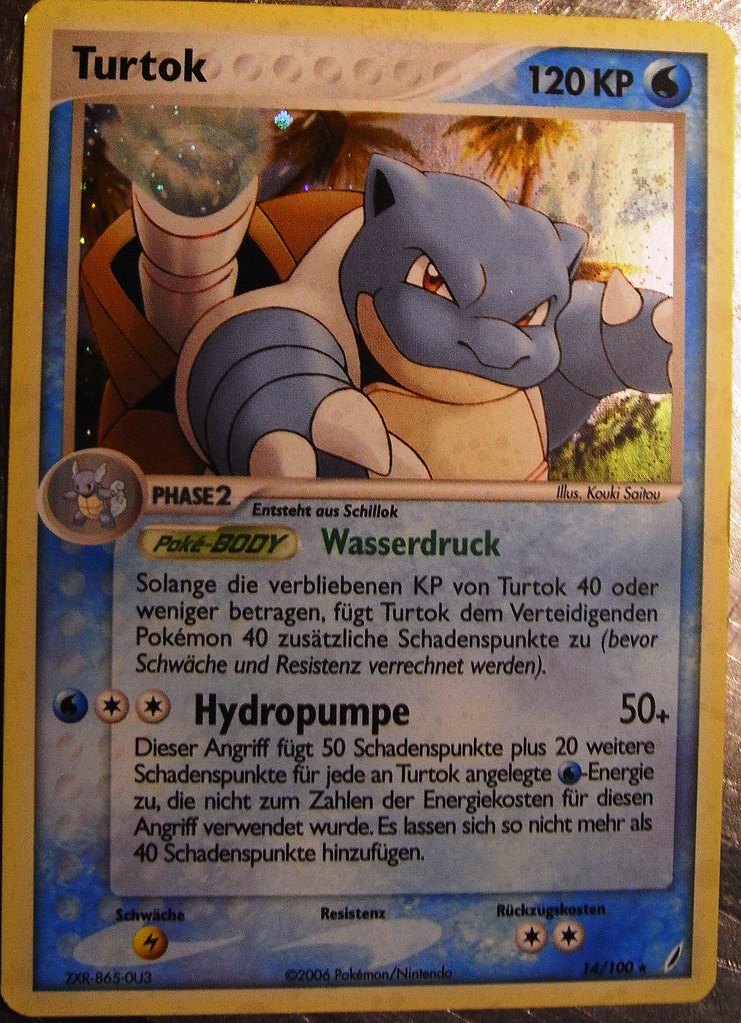 Turtok
120 KP
Illus. Kouki Saitou
PHASE 2
Entsteht aus Schillok
Poké-BODY Wasserdruck
Solange die verbliebenen KP von Turtok 40 oder
weniger betragen, fügt Turtok dem Verteidigenden
Pokémon 40 zusätzliche Schadenspunkte zu (bevor
Schwäche und Resistenz verrechnet werden).
Hydropumpe 50+
Dieser Angriff fügt 50 Schadenspunkte plus 20 weitere
Schadenspunkte für jede an Turtok angelegte -Energie
zu, die nicht zum Zahlen der Energiekosten für diesen
Angriff verwendet wurde. Es lassen sich so nicht mehr als
40 Schadenspunkte hinzufügen.
Schwäche Resistenz Rückzugskosten
ZXR-865-0U3 ©2006 Pokémon/Nintendo 14/100 ★